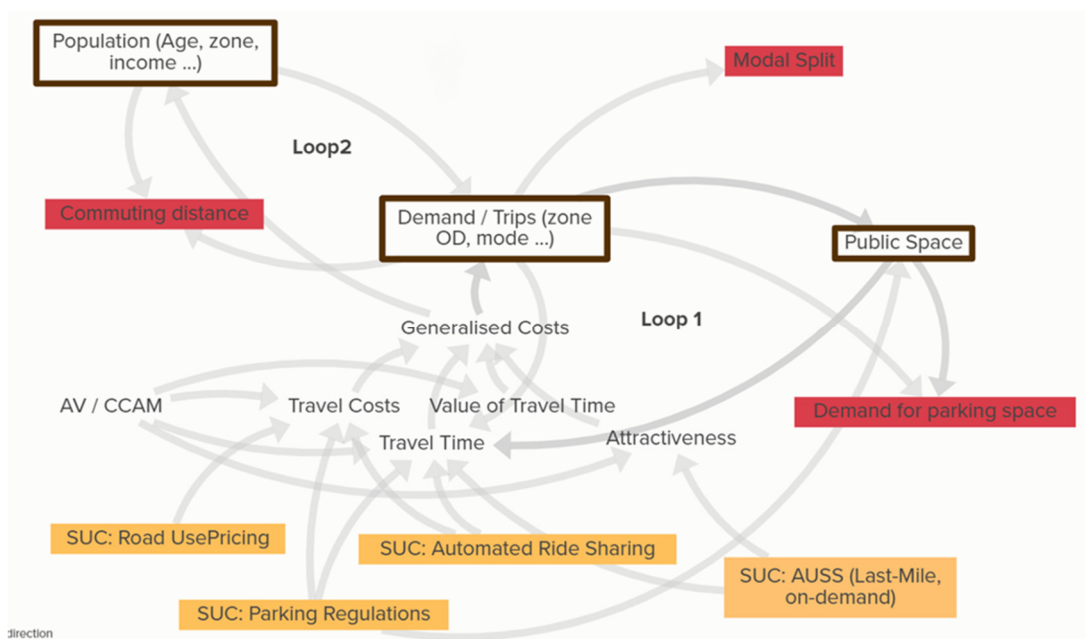 Population (Age, zone,
income ...)
Modal Split
Loop2
Commuting distance
Demand / Trips (zone
OD, mode ...)
Public Space
Generalised Costs
Loop 1
AV / CCAM
Travel Costs
Value of Travel Time
Demand for parking space
Travel Time
Attractiveness
SUC: Road UsePricing
SUC: Automated Ride Sharing
SUC: AUSS (Last-Mile,
on-demand)
SUC: Parking Regulations
direction